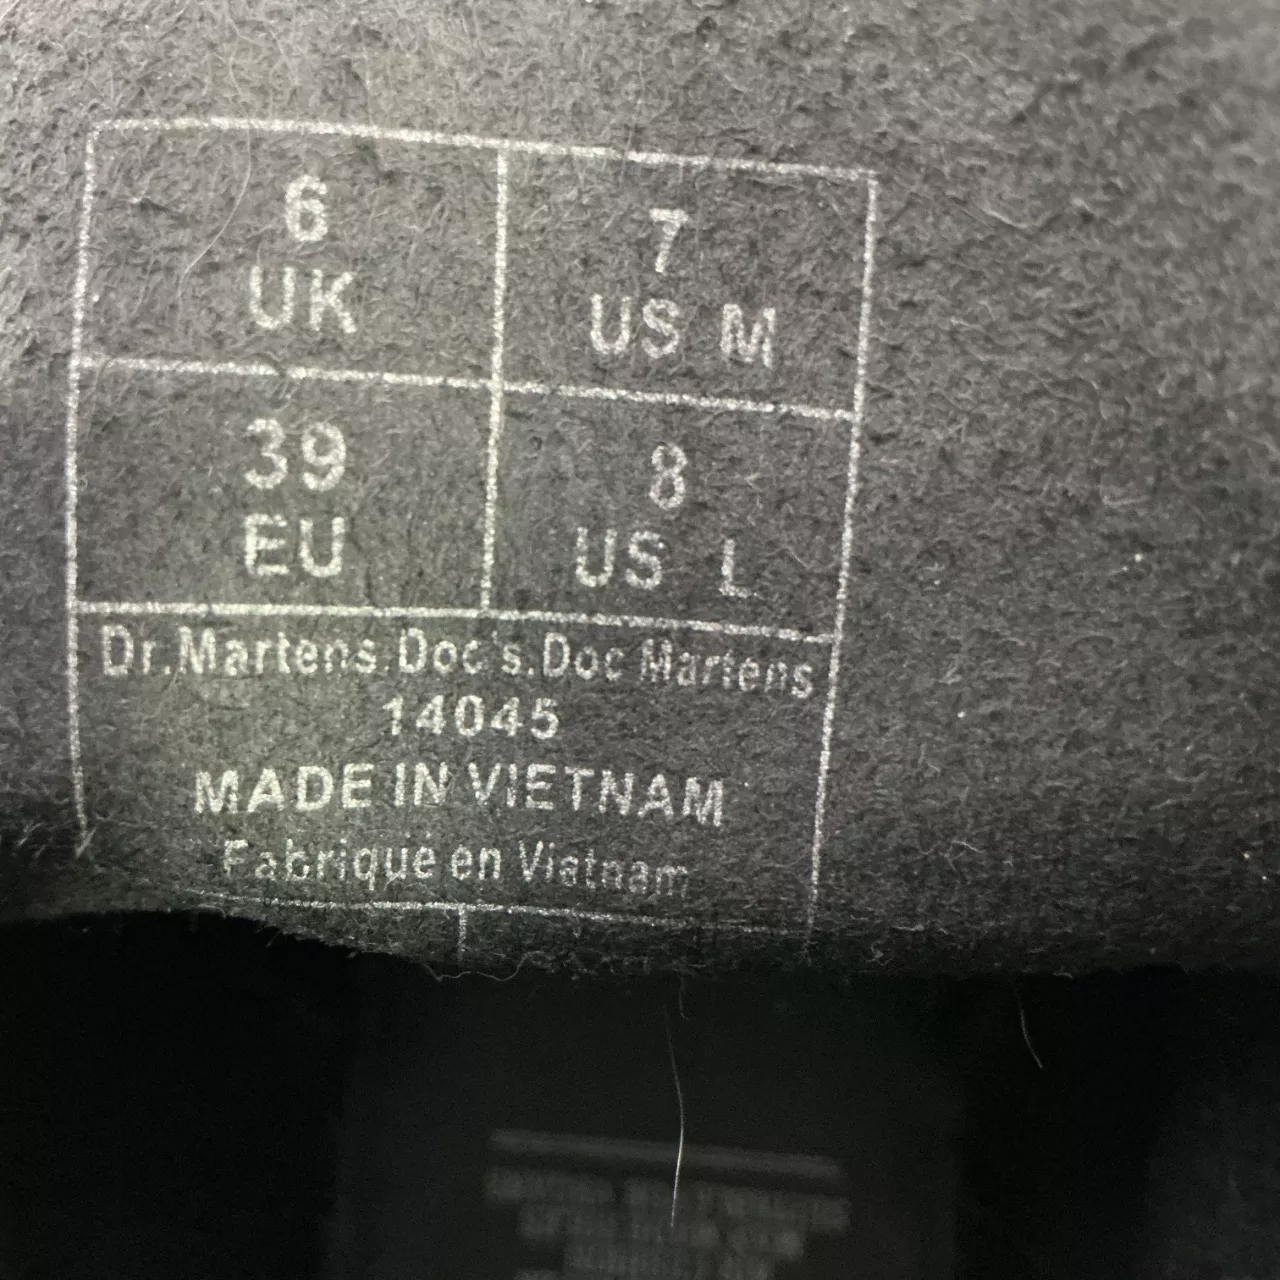 6
UK
7
US M
39
EU
8
US L
Dr.Martens.Doc's.Doc Martens
14045
MADE IN VIETNAM
Fabriqué en Viatnam